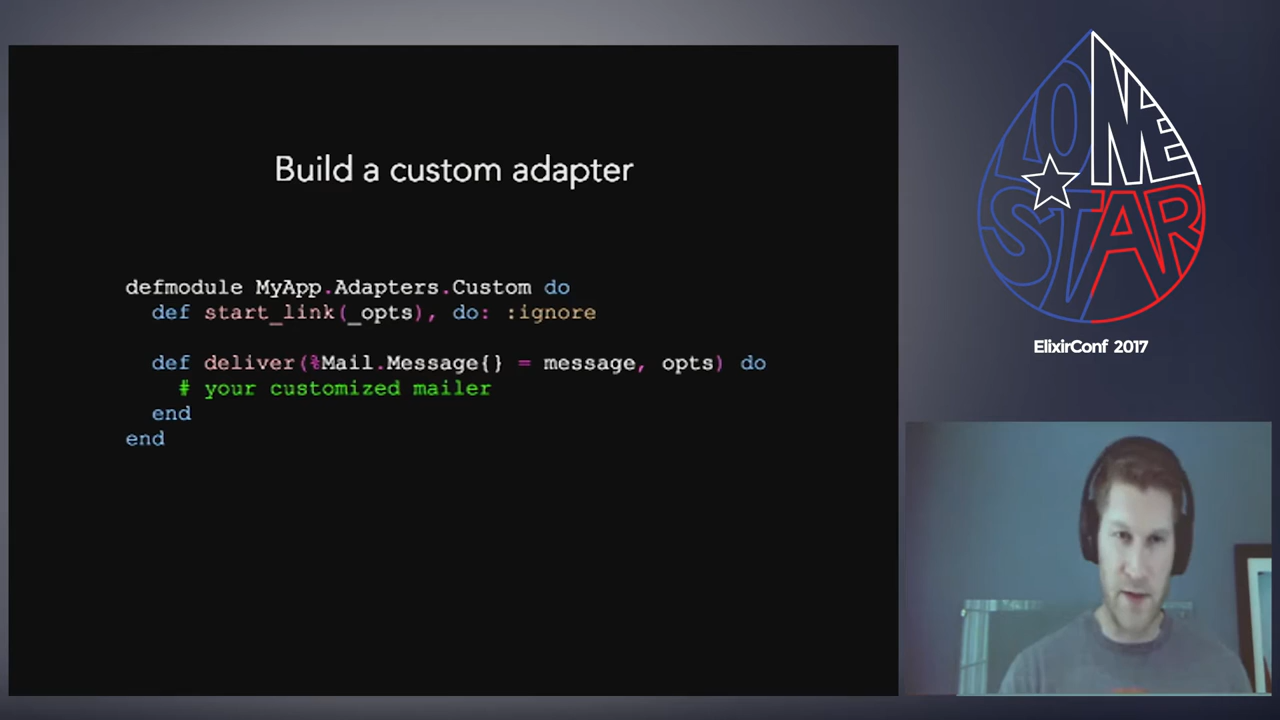 Build a custom adapter
defmodule MyApp.Adapters.Custom do
  def start_link(_opts), do: :ignore
  def deliver(%Mail.Message{} = message, opts) do
    # your customized mailer
  end
end
LONE
STAR
ElixirConf 2017